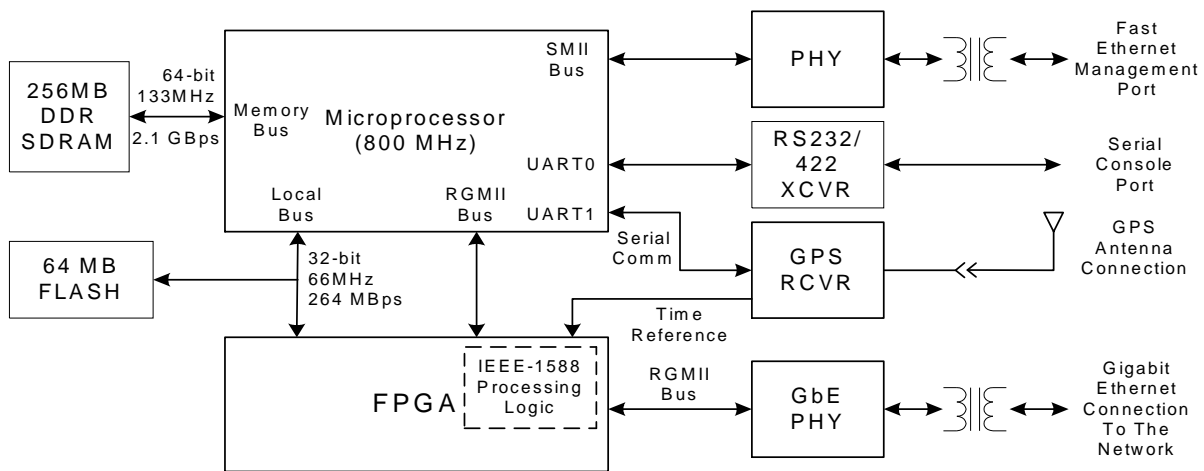 256MB
DDR
SDRAM
64-bit
133MHz
2.1 GBps
Memory
Bus
Microprocessor
(800 MHz)
SMII
Bus
UART0
UART1
Local
Bus
RGMII
Bus
PHY
Fast
Ethernet
Management
Port
RS232/
422
XCVR
Serial
Console
Port
Serial
Comm
GPS
RCVR
GPS
Antenna
Connection
64 MB
FLASH
32-bit
66MHz
264 MBps
Time
Reference
FPGA
IEEE-1588
Processing
Logic
RGMII
Bus
GbE
PHY
Gigabit
Ethernet
Connection
To The
Network